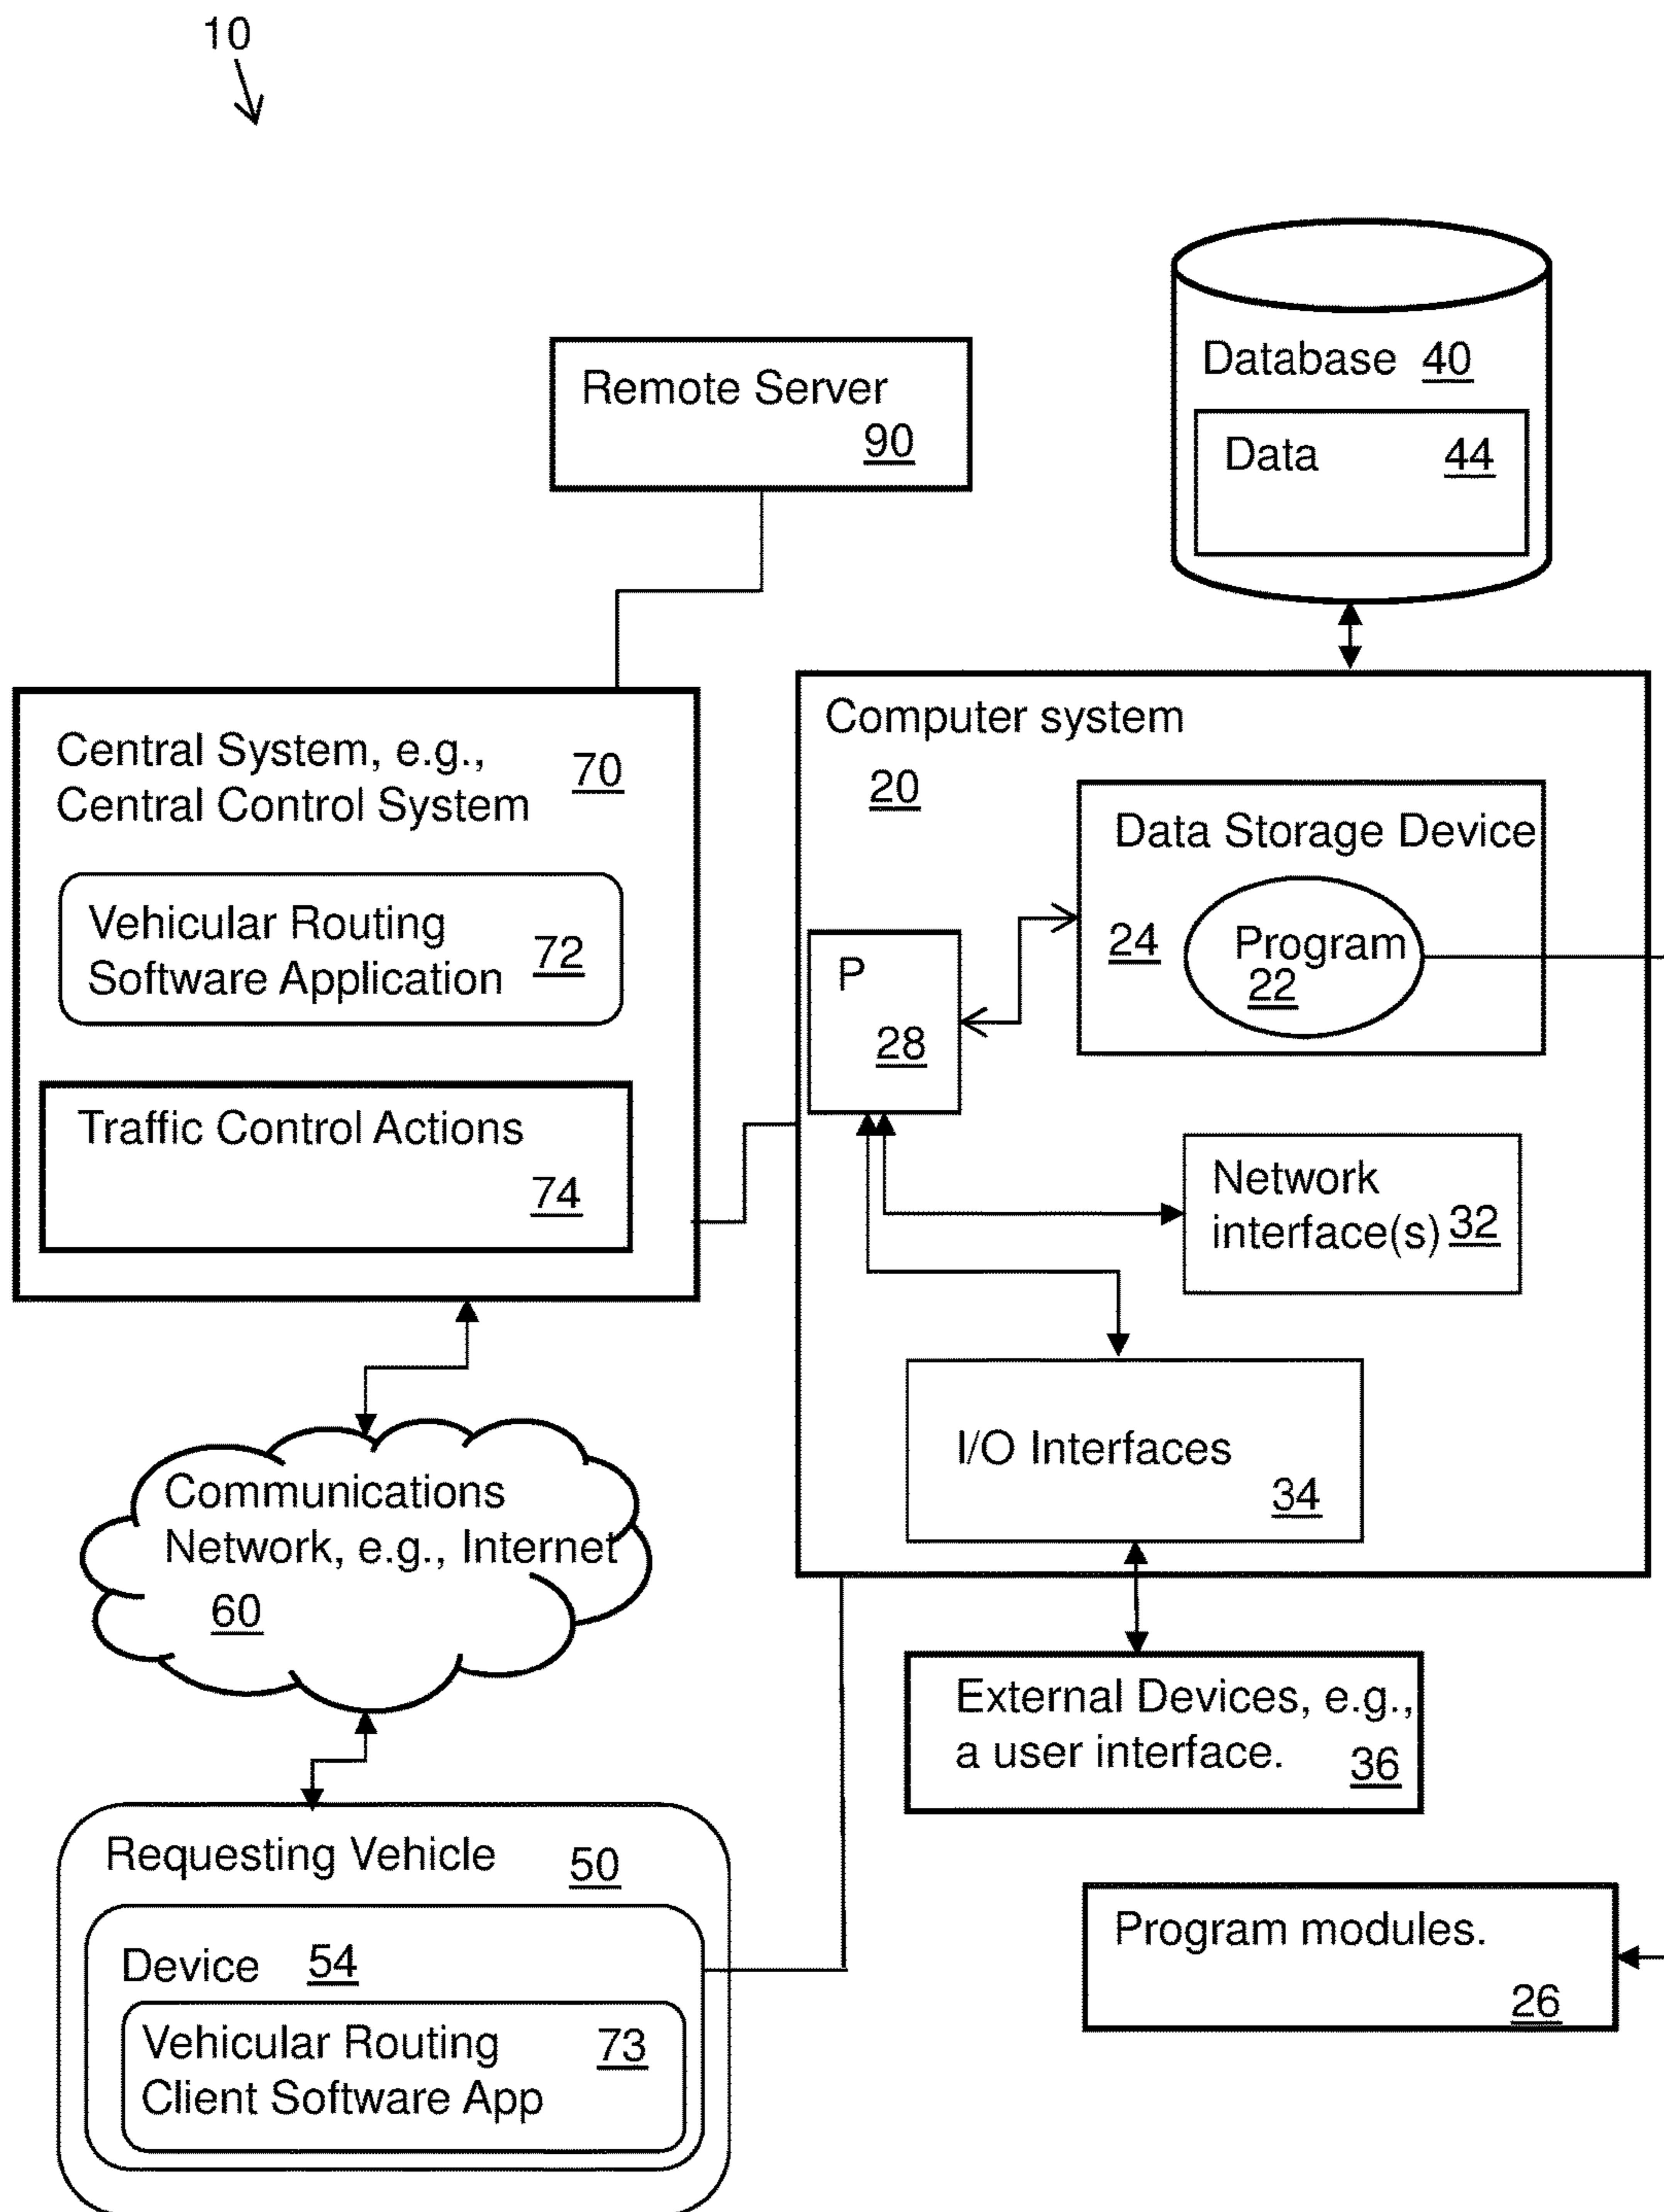 10
Remote Server
90
Database 40
Data 44
Central System, e.g.,
Central Control System
70
Vehicular Routing
Software Application
72
Traffic Control Actions
74
Computer system
20
Data Storage Device
24
Program
22
P
28
Network
interface(s) 32
I/O Interfaces
34
Communications
Network, e.g., Internet
60
External Devices, e.g.,
a user interface.
36
Requesting Vehicle 50
Device 54
Vehicular Routing
Client Software App
73
Program modules.
26